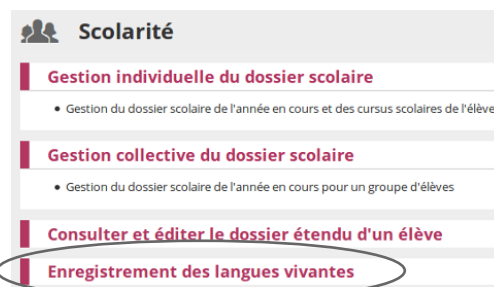 Scolarité
Gestion individuelle du dossier scolaire
• Gestion du dossier scolaire de l'année en cours et des cursus scolaires de l'élève
Gestion collective du dossier scolaire
• Gestion du dossier scolaire de l'année en cours pour un groupe d'élèves
Consulter et éditer le dossier étendu d'un élève
Enregistrement des langues vivantes